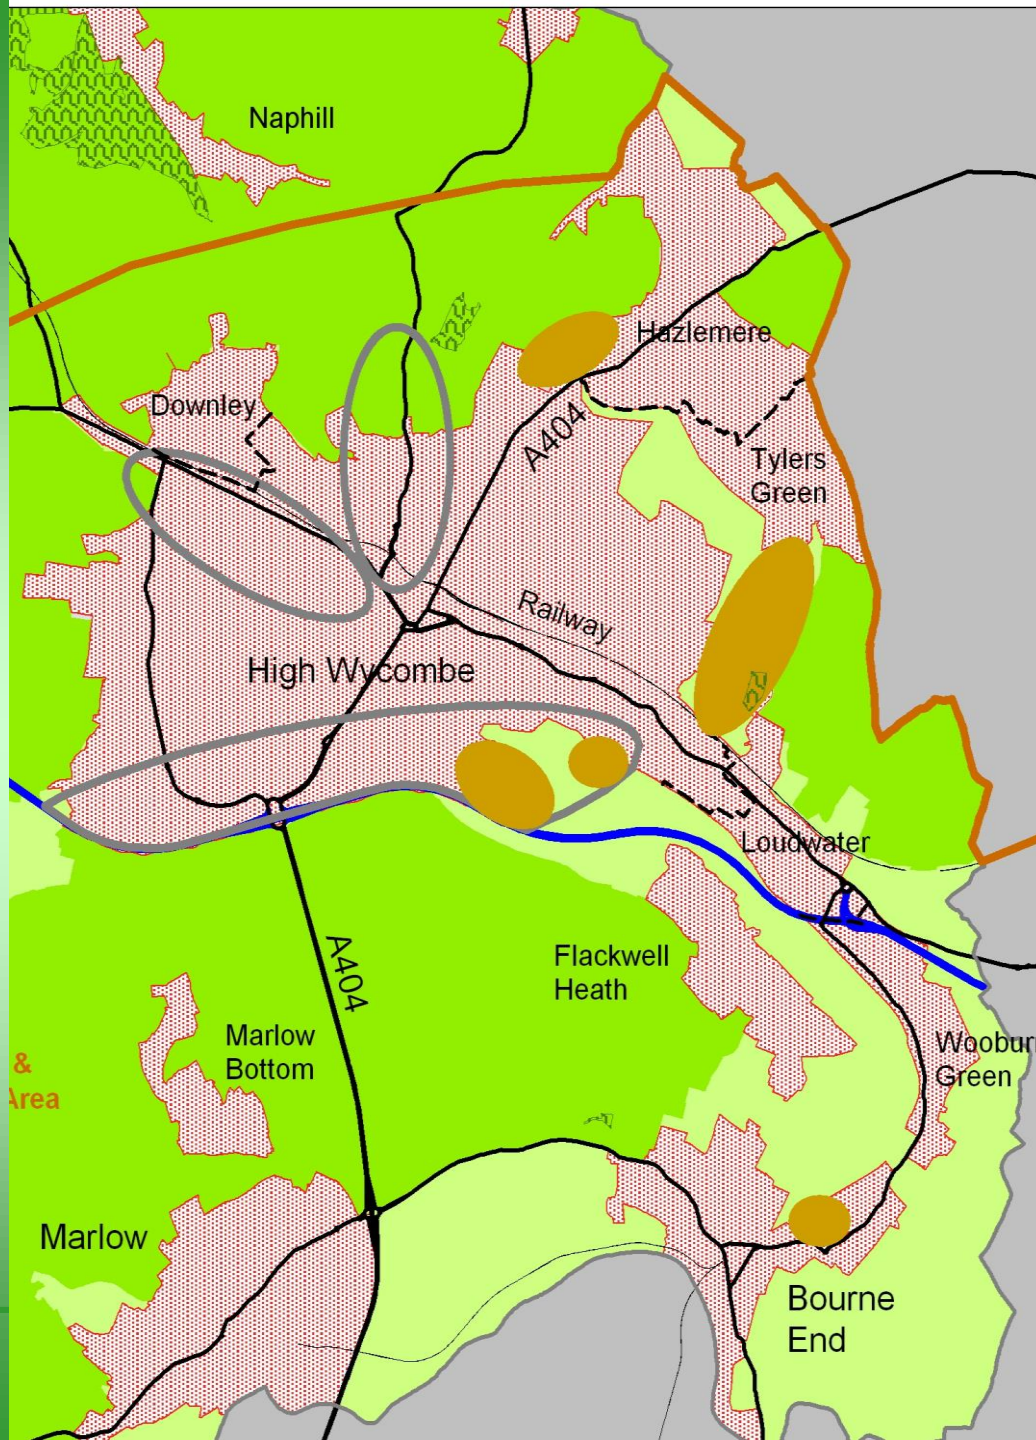 Naphill
Hazlemere
Downley
A404
Tylers
Green
Railway
High Wycombe
Loudwater
A404
Flackwell
Heath
Marlow
Bottom
Woobur
Green
&
Area
Marlow
Bourne
End